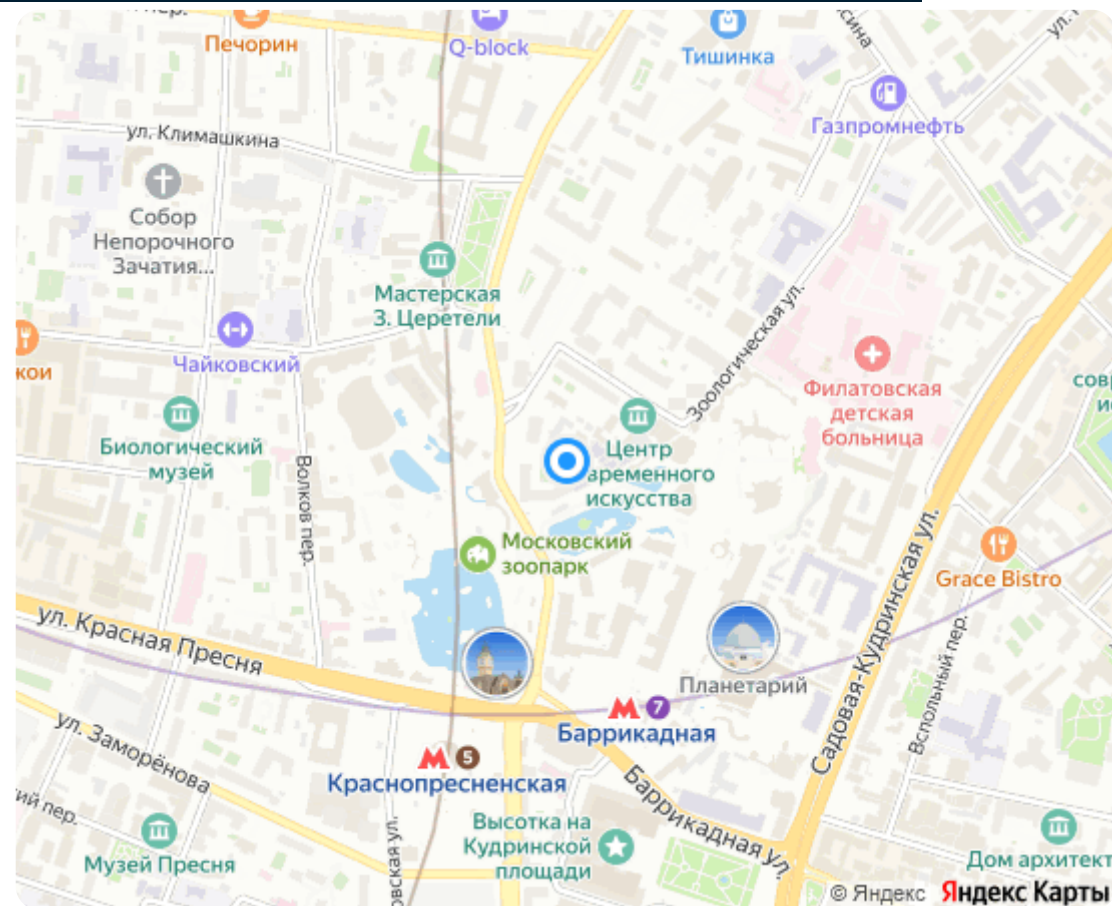 Печорин
Q-block
Тишинка
Газпромнефть
ул. Климашкина
Собор
Непорочного
Зачатия...
Мастерская
З. Церетели
Чайковский
Зоологическая ул.
Филатовская
детская
больница
Биологический
музей
Волков пер.
Центр
временного
искусства
Московский
зоопарк
Grace Bistro
Садовая-Кудринская ул.
ул. Красная Пресня
Планетарий
Вспольный пер.
7
Баррикадная
5
Краснопресненская
ул. Заморёнова
Баррикадная ул.
Высотка на
Кудринской
площади
Музей Пресня
Дом архитект
© Яндекс Яндекс Карты